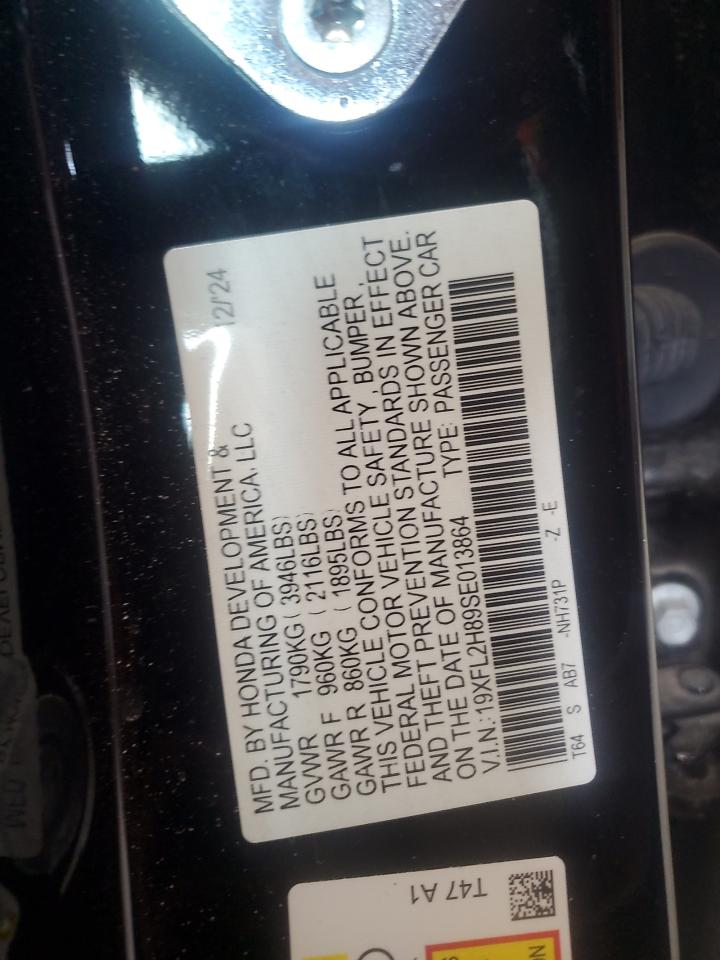 MFD. BY HONDA DEVELOPMENT &
MANUFACTURING OF AMERICA, LLC 12/'24
GVWR 1790KG (3946LBS)
GAWR F 960KG (2116LBS)
GAWR R 860KG (1895LBS)
THIS VEHICLE CONFORMS TO ALL APPLICABLE
FEDERAL MOTOR VEHICLE SAFETY, BUMPER,
AND THEFT PREVENTION STANDARDS IN EFFECT
ON THE DATE OF MANUFACTURE SHOWN ABOVE.
V.I.N.:19XFL2H89SE013864 TYPE: PASSENGER CAR
T64 S AB7 -NH731P -Z -E
T47 A1